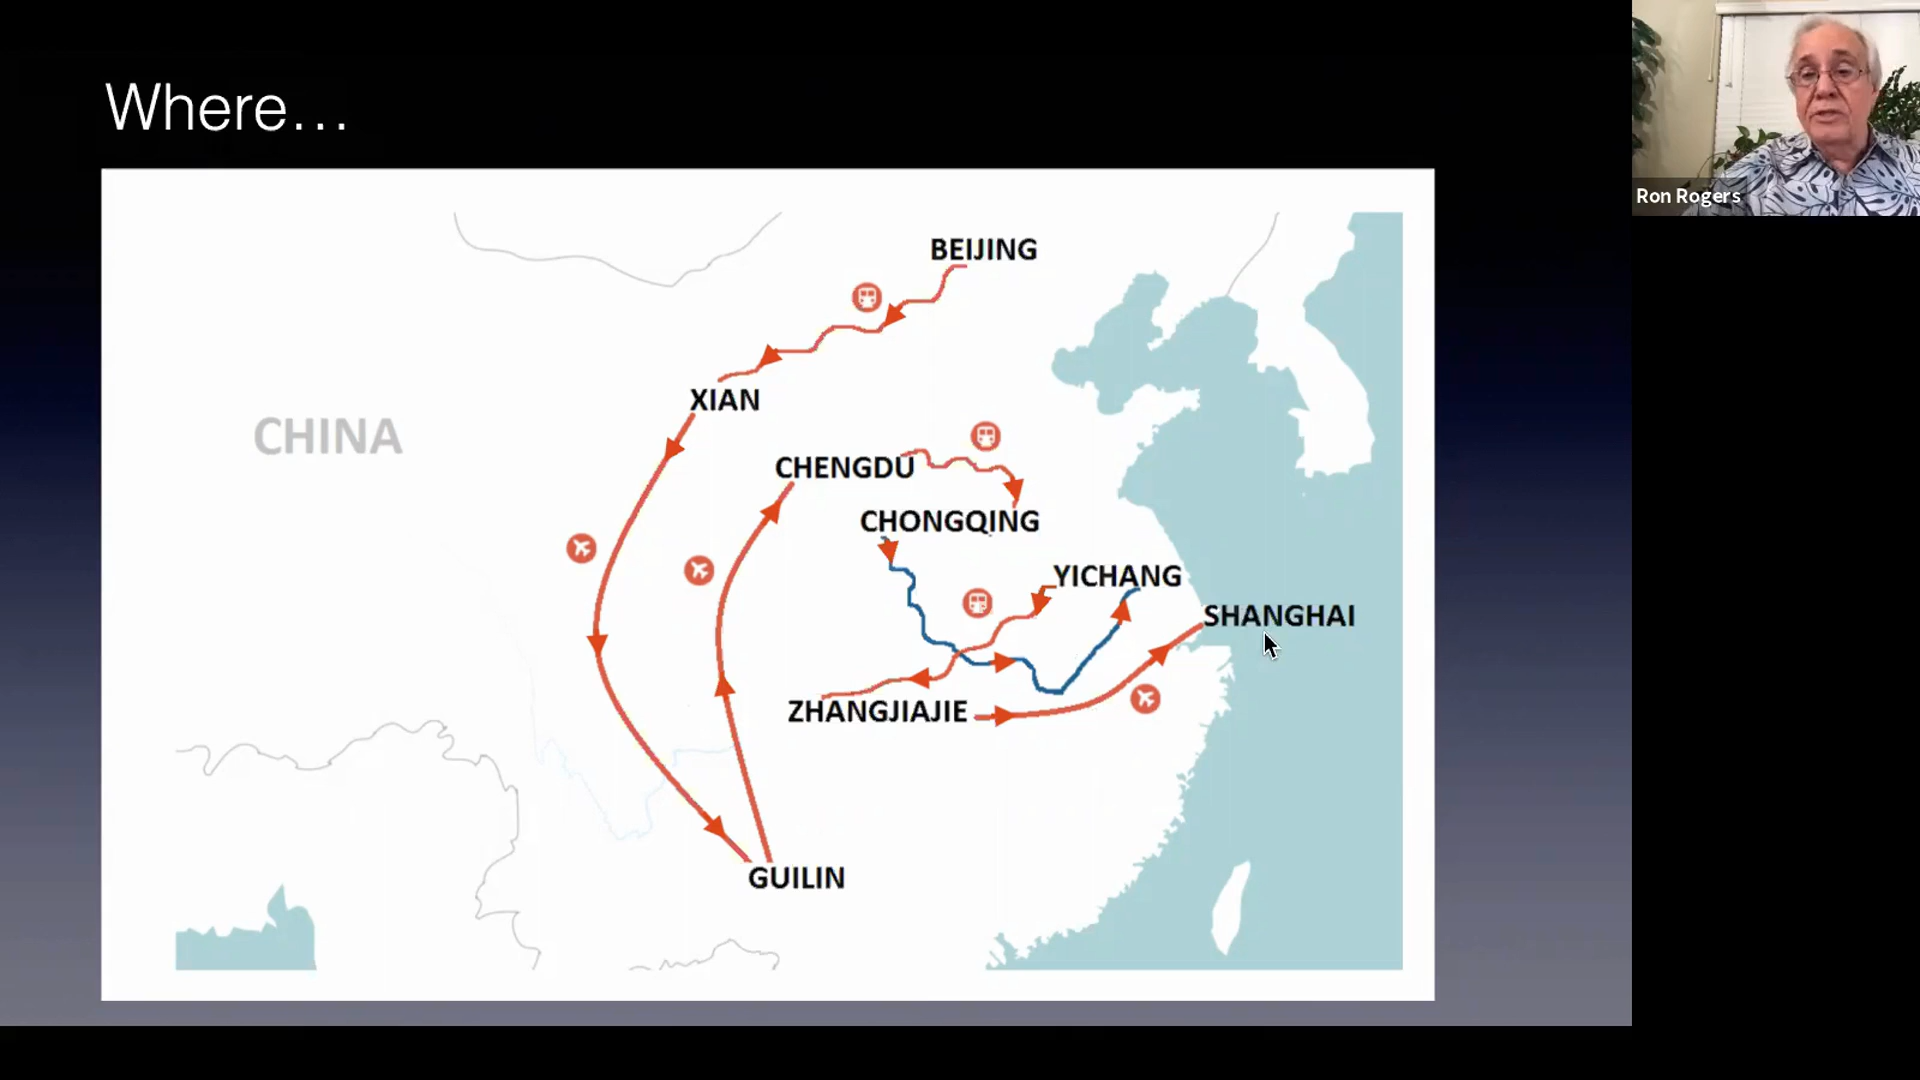 Where...
Ron Rogers
BEIJING
XIAN
CHINA
CHENGDU
CHONGQING
YICHANG
SHANGHAI
ZHANGJIAJIE
GUILIN